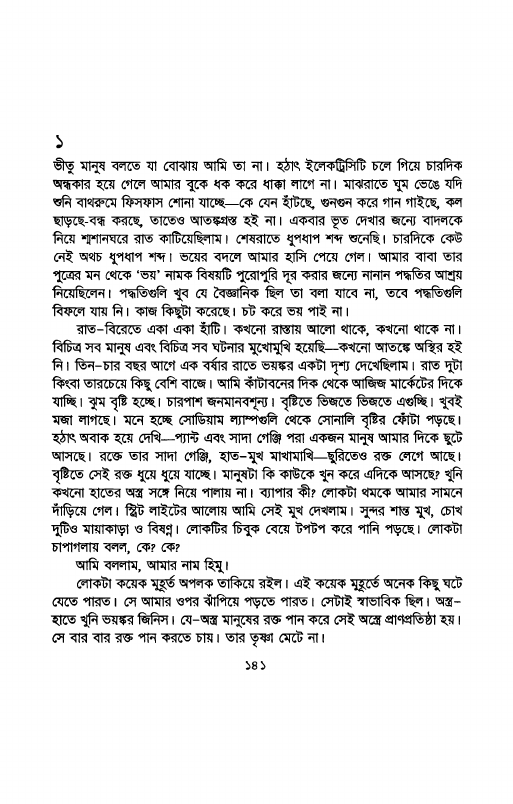 ১
ভীতু মানুষ বলতে যা বোঝায় আমি তা না। হঠাৎ ইলেকট্রিসিটি চলে গিয়ে চারদিক
অন্ধকার হয়ে গেলে আমার বুকে ধক করে ধাক্কা লাগে না। মাঝরাতে ঘুম ভেঙে যদি
শুনি বাথরুমে ফিসফাস শোনা যাচ্ছে—কে যেন হাঁটছে, গুনগুন করে গান গাইছে, কল
ছাড়ছে-বন্ধ করছে, তাতেও আতঙ্কগ্রস্ত হই না। একবার ভূত দেখার জন্যে বাদলকে
নিয়ে শ্মশানঘরে রাত কাটিয়েছিলাম। শেষরাতে ধুপধাপ শব্দ শুনেছি। চারদিকে কেউ
নেই অথচ ধুপধাপ শব্দ। ভয়ের বদলে আমার হাসি পেয়ে গেল। আমার বাবা তার
পুত্রের মন থেকে ‘ভয়’ নামক বিষয়টি পুরোপুরি দূর করার জন্যে নানান পদ্ধতির আশ্রয়
নিয়েছিলেন। পদ্ধতিগুলি খুব যে বৈজ্ঞানিক ছিল তা বলা যাবে না, তবে পদ্ধতিগুলি
বিফলে যায় নি। কাজ কিছুটা করেছে। চট করে ভয় পাই না।
রাত-বিরেতে একা একা হাঁটি। কখনো রাস্তায় আলো থাকে, কখনো থাকে না।
বিচিত্র সব মানুষ এবং বিচিত্র সব ঘটনার মুখোমুখি হয়েছি—কখনো আতঙ্কে অস্থির হই
নি। তিন-চার বছর আগে এক বর্ষার রাতে ভয়ঙ্কর একটা দৃশ্য দেখেছিলাম। রাত দুটা
কিংবা তারচেয়ে কিছু বেশি বাজে। আমি কাঁটাবনের দিক থেকে আজিজ মার্কেটের দিকে
যাচ্ছি। ঝুম বৃষ্টি হচ্ছে। চারপাশ জনমানবশূন্য। বৃষ্টিতে ভিজতে ভিজতে এগুচ্ছি। খুবই
মজা লাগছে। মনে হচ্ছে সোডিয়াম ল্যাম্পগুলি থেকে সোনালি বৃষ্টির ফোঁটা পড়ছে।
হঠাৎ অবাক হয়ে দেখি—প্যান্ট এবং সাদা গেঞ্জি পরা একজন মানুষ আমার দিকে ছুটে
আসছে। রক্তে তার সাদা গেঞ্জি, হাত-মুখ মাখামাখি—ছুরিতেও রক্ত লেগে আছে।
বৃষ্টিতে সেই রক্ত ধুয়ে ধুয়ে যাচ্ছে। মানুষটা কি কাউকে খুন করে এদিকে আসছে? খুনি
কখনো হাতের অস্ত্র সঙ্গে নিয়ে পালায় না। ব্যাপার কী? লোকটা থমকে আমার সামনে
দাঁড়িয়ে গেল। স্ট্রিট লাইটের আলোয় আমি সেই মুখ দেখলাম। সুন্দর শান্ত মুখ, চোখ
দুটিও মায়াকাড়া ও বিষণ্ণ। লোকটির চিবুক বেয়ে টপটপ করে পানি পড়ছে। লোকটা
চাপাগলায় বলল, কে? কে?
আমি বললাম, আমার নাম হিমু।
লোকটা কয়েক মুহূর্ত অপলক তাকিয়ে রইল। এই কয়েক মুহূর্তে অনেক কিছু ঘটে
যেতে পারত। সে আমার ওপর ঝাঁপিয়ে পড়তে পারত। সেটাই স্বাভাবিক ছিল। অস্ত্র-
হাতে খুনি ভয়ঙ্কর জিনিস। যে-অস্ত্র মানুষের রক্ত পান করে সেই অস্ত্রে প্রাণপ্রতিষ্ঠা হয়।
সে বার বার রক্ত পান করতে চায়। তার তৃষ্ণা মেটে না।
১৪১